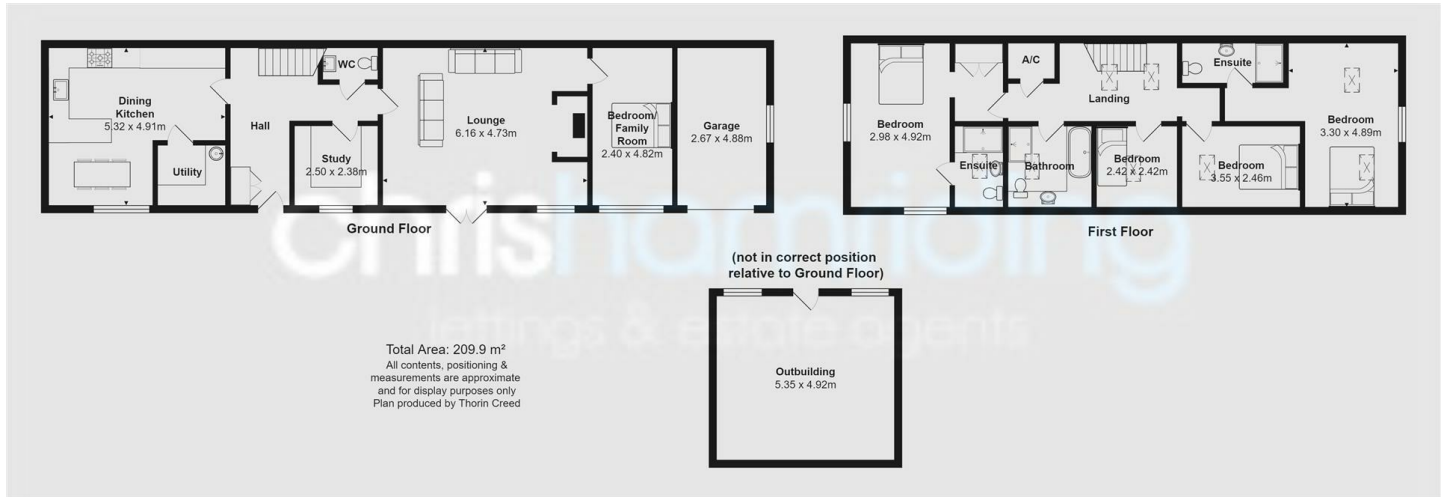 Dining
Kitchen
5.32 x 4.91m
Utility
Hall
WC
Study
2.50 x 2.38m
Lounge
6.16 x 4.73m
Bedroom/
Family
Room
2.40 x 4.82m
Garage
2.67 x 4.88m
Ground Floor
Bedroom
2.98 x 4.92m
A/C
Landing
Ensuite
Ensuite
Bathroom
Bedroom
2.42 x 2.42m
Bedroom
3.55 x 2.46m
Bedroom
3.30 x 4.89m
First Floor
(not in correct position
relative to Ground Floor)
Outbuilding
5.35 x 4.92m
Total Area: 209.9 m²
All contents, positioning &
measurements are approximate
and for display purposes only
Plan produced by Thorin Creed
chrishamriding
lettings & estate agents